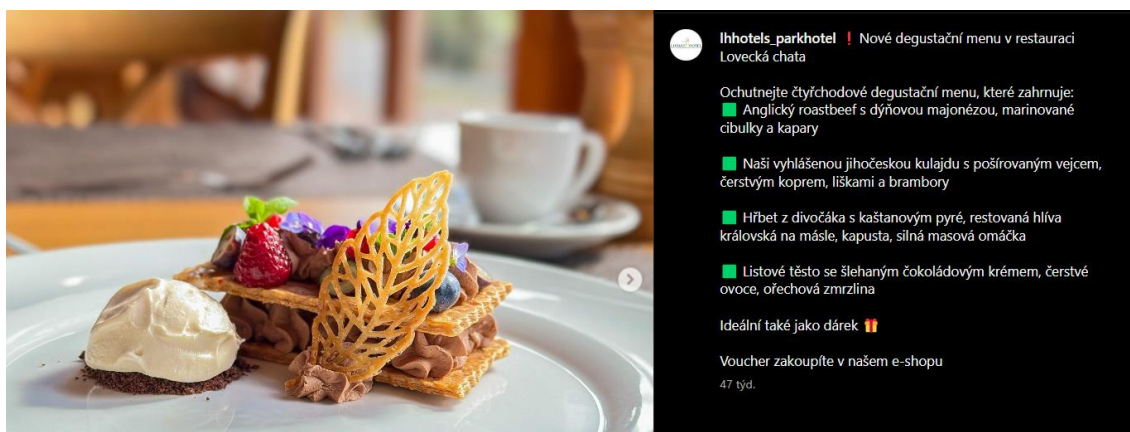 lhhotels_parkhotel ❗ Nové degustační menu v restauraci
Lovecká chata
Ochutnejte čtyřchodové degustační menu, které zahrnuje:
🟩 Anglický roastbeef s dýňovou majonézou, marinované
cibulky a kapary
🟩 Naši vyhlášenou jihočeskou kulajdu s pošírovaným vejcem,
čerstvým koprem, liškami a brambory
🟩 Hřbet z divočáka s kaštanovým pyré, restovaná hlíva
královská na másle, kapusta, silná masová omáčka
🟩 Listové těsto se šlehaným čokoládovým krémem, čerstvé
ovoce, ořechová zmrzlina
Ideální také jako dárek 🎁
Voucher zakoupíte v našem e-shopu
47 týd.